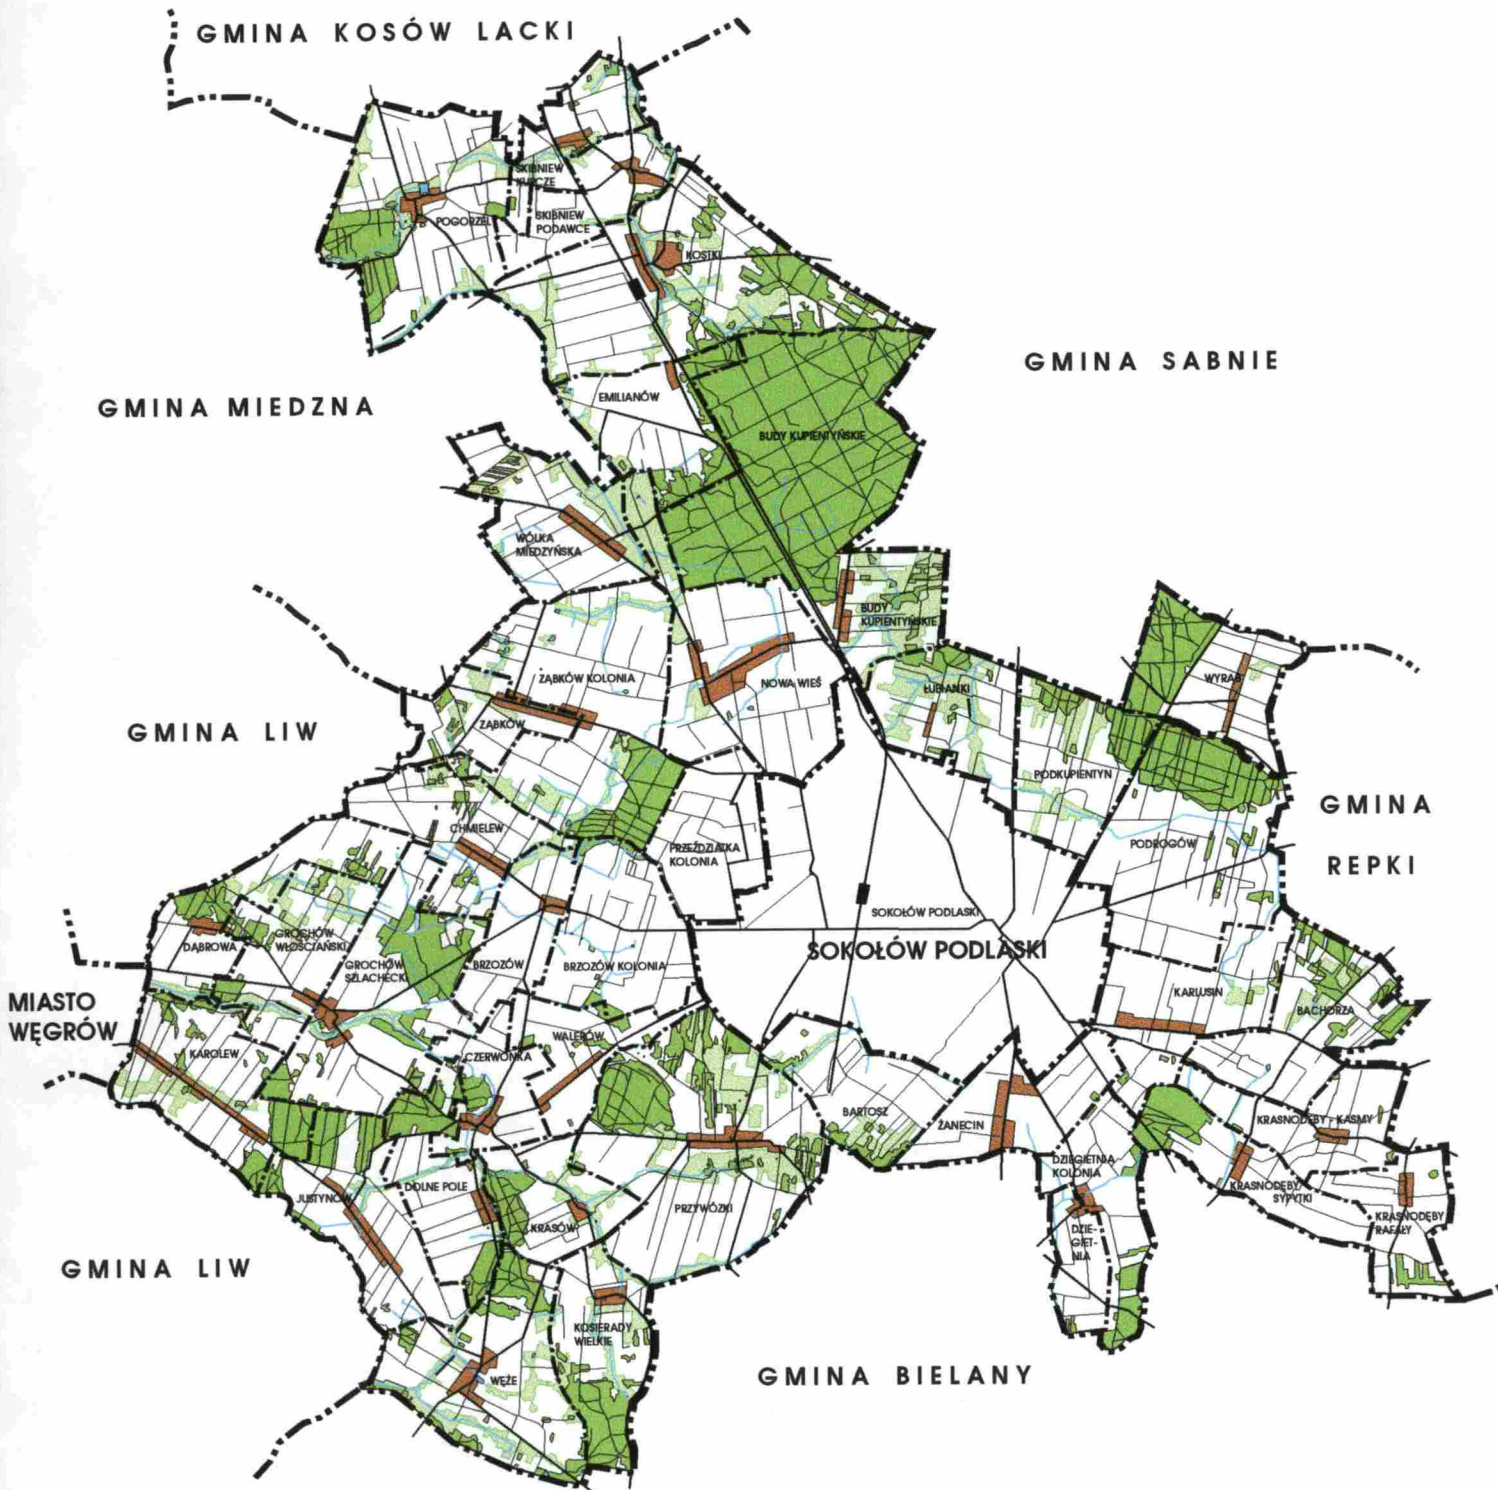 GMINA KOSÓW LACKI
SKIBNIEW
KURCZE
POGORZEL
SKIBNIEW
PODAWCE
KOSTKI
GMINA SABNIE
GMINA MIEDZNA
EMILIANÓW
BUDY KUPIENTYŃSKIE
WÓLKA
MIEDZYŃSKA
BUDY
KUPIENTYŃSKIE
ZĄBKÓW KOLONIA
NOWA WIEŚ
ŁUBIANKI
WYRĄB
ZĄBKÓW
GMINA LIW
PODKUPIENTYN
GMINA
REPKI
CHMIELEW
PRZEŹDZIATKA
KOLONIA
PODROGÓW
SOKOŁÓW PODLASKI
SOKOŁÓW PODLASKI
DĄBROWA
GROCHÓW
WŁOŚCIAŃSKI
GROCHÓW
SZLACHECKI
BRZOZÓW
BRZOZÓW KOLONIA
KARLUSIN
BACHORZA
MIASTO
WĘGRÓW
KAROLEW
CZERWONKA
WALERÓW
BARTOSZ
ŻANECIN
KRASNODĘBY - KASMY
DZIEGIETNIA
KOLONIA
JUSTYNÓW
DOLNE POLE
KRASNODĘBY
SYPYTKI
PRZYWÓZKI
KRASÓW
DZIE-
GIET-
NIA
KRASNODĘBY
RAFAŁY
GMINA LIW
KOSIERADY
WIELKIE
WĘŻE
GMINA BIELANY